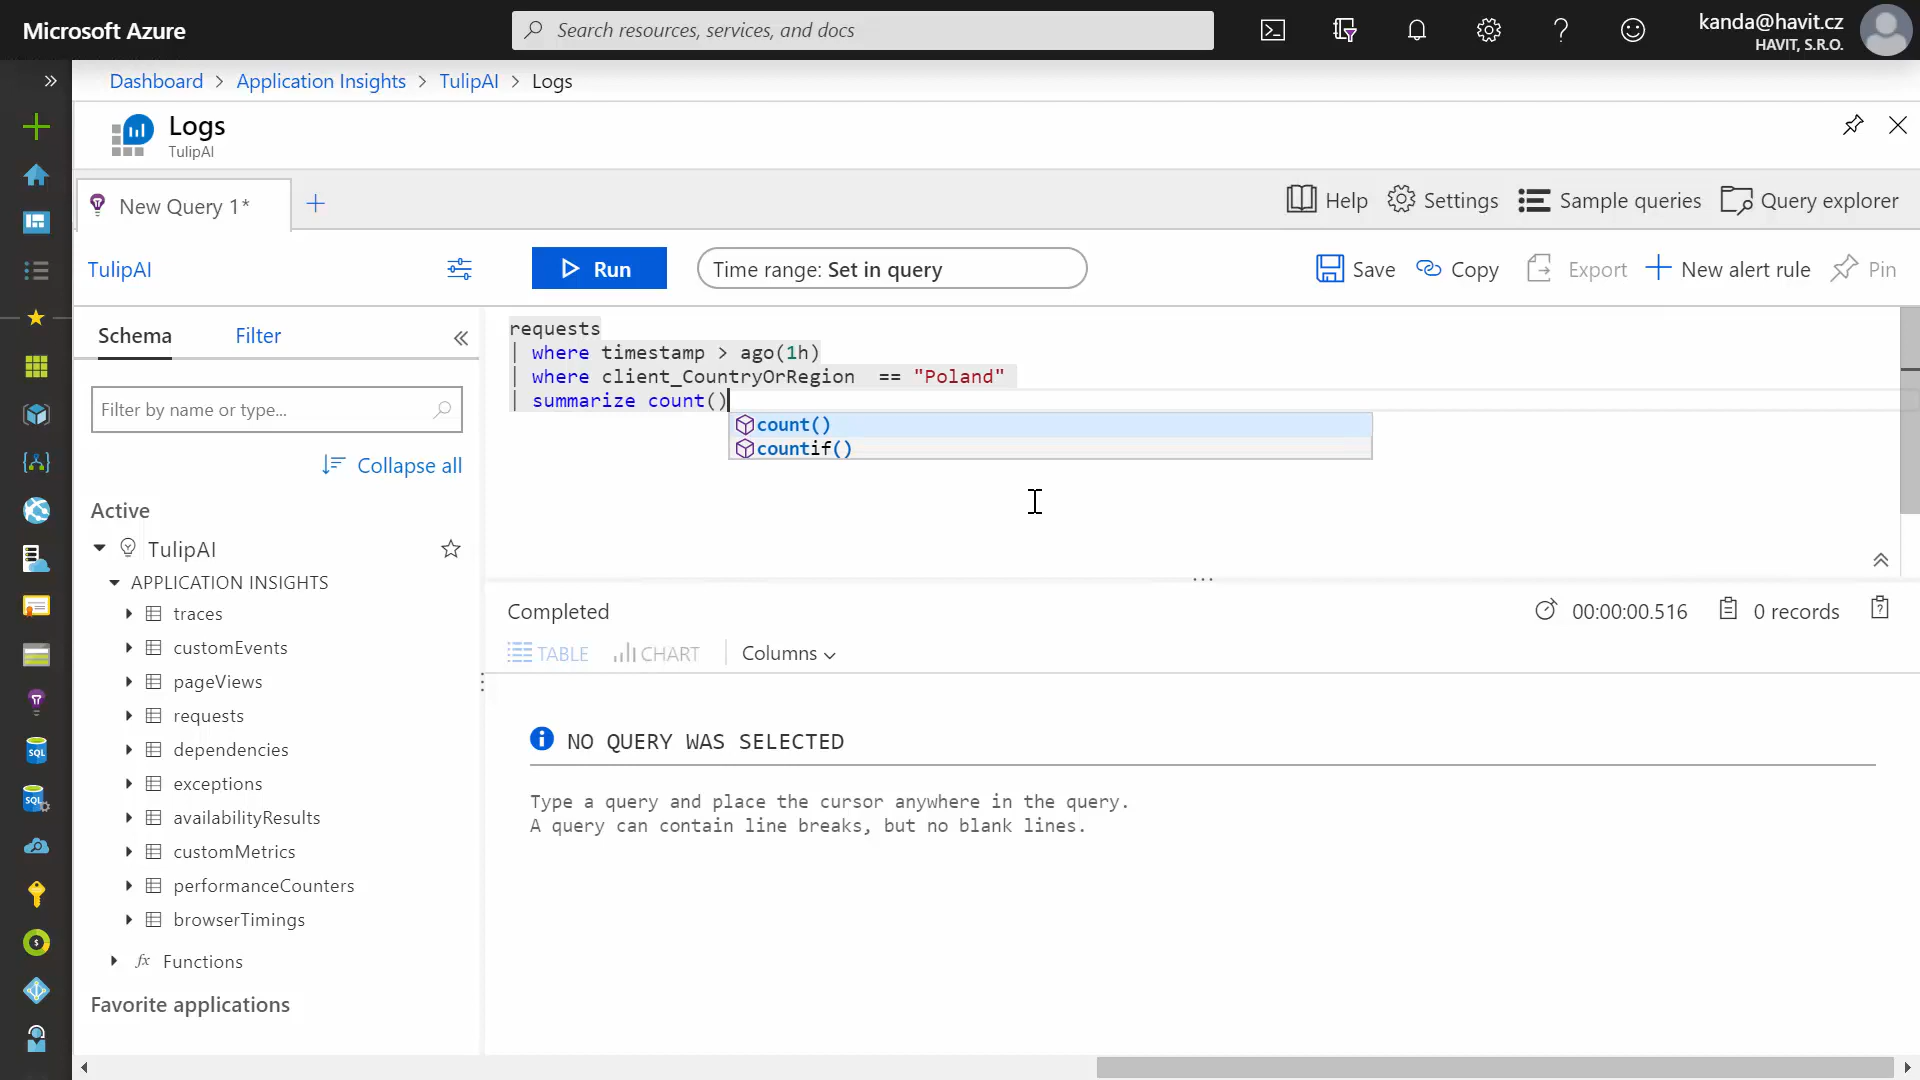 Microsoft Azure
Search resources, services, and docs
kanda@havit.cz
HAVIT, S.R.O.
Dashboard > Application Insights > TulipAI > Logs
Logs
TulipAI
New Query 1*
Help
Settings
Sample queries
Query explorer
TulipAI
Run
Time range: Set in query
Save
Copy
Export
New alert rule
Pin
Schema
Filter
requests
| where timestamp > ago(1h)
| where client_CountryOrRegion  == "Poland"
| summarize count()
count()
countif()
Filter by name or type...
Collapse all
Active
TulipAI
APPLICATION INSIGHTS
traces
customEvents
pageViews
requests
dependencies
exceptions
availabilityResults
customMetrics
performanceCounters
browserTimings
fx Functions
Favorite applications
Completed
00:00:00.516
0 records
TABLE
CHART
Columns
NO QUERY WAS SELECTED
Type a query and place the cursor anywhere in the query.
A query can contain line breaks, but no blank lines.
SQL
SQL